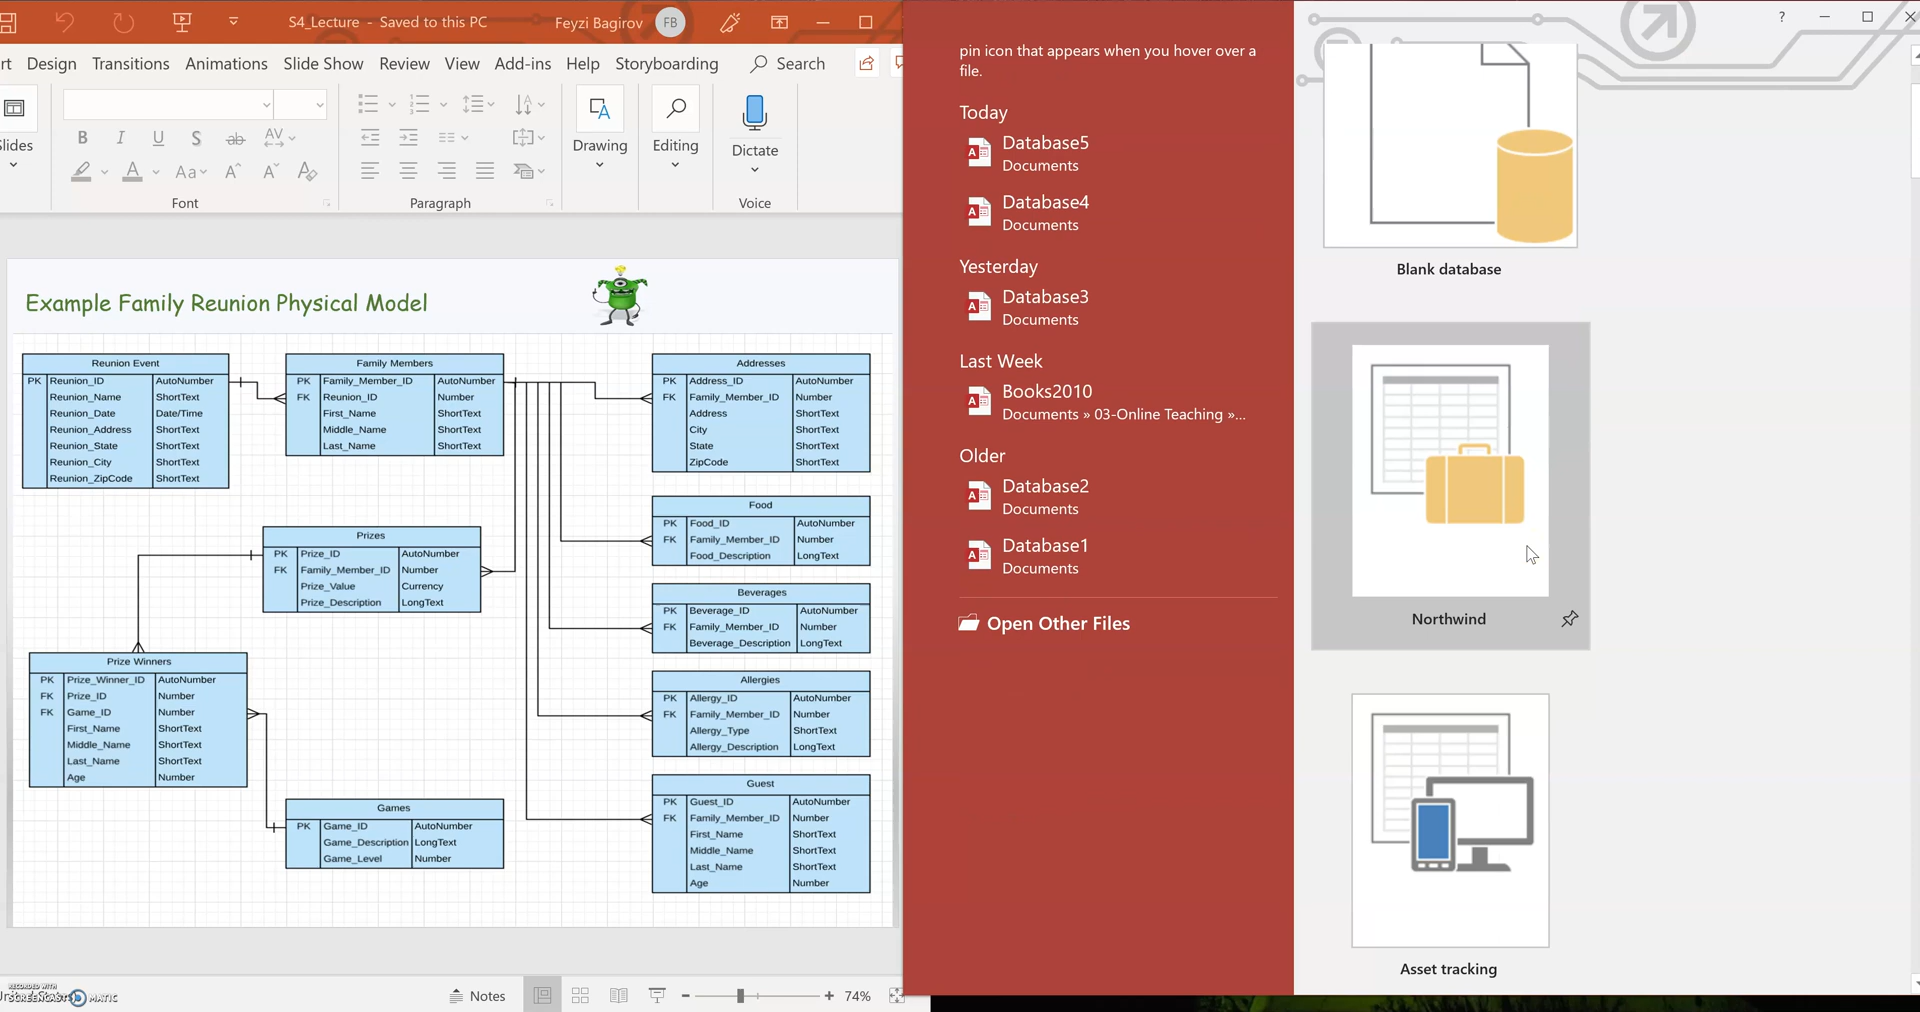 S4_Lecture - Saved to this PC
Feyzi Bagirov FB
rt Design Transitions Animations Slide Show Review View Add-ins Help Storyboarding Search
Slides
B I U S ab AV
A Aa A A A
Font
Paragraph
Drawing
Editing
Dictate
Voice
Example Family Reunion Physical Model
Reunion Event
PK Reunion_ID AutoNumber
Reunion_Name ShortText
Reunion_Date Date/Time
Reunion_Address ShortText
Reunion_State ShortText
Reunion_City ShortText
Reunion_ZipCode ShortText
Family Members
PK Family_Member_ID AutoNumber
FK Reunion_ID Number
First_Name ShortText
Middle_Name ShortText
Last_Name ShortText
Addresses
PK Address_ID AutoNumber
FK Family_Member_ID Number
Address ShortText
City ShortText
State ShortText
ZipCode ShortText
Food
PK Food_ID AutoNumber
FK Family_Member_ID Number
Food_Description LongText
Prizes
PK Prize_ID AutoNumber
FK Family_Member_ID Number
Prize_Value Currency
Prize_Description LongText
Beverages
PK Beverage_ID AutoNumber
FK Family_Member_ID Number
Beverage_Description LongText
Prize Winners
PK Prize_Winner_ID AutoNumber
FK Prize_ID Number
FK Game_ID Number
First_Name ShortText
Middle_Name ShortText
Last_Name ShortText
Age Number
Allergies
PK Allergy_ID AutoNumber
FK Family_Member_ID Number
Allergy_Type ShortText
Allergy_Description LongText
Games
PK Game_ID AutoNumber
Game_Description LongText
Game_Level Number
Guest
PK Guest_ID AutoNumber
FK Family_Member_ID Number
First_Name ShortText
Middle_Name ShortText
Last_Name ShortText
Age Number
RECORDED WITH
SCREENCAST MATIC
Notes
74%
pin icon that appears when you hover over a
file.
Today
Database5
Documents
Database4
Documents
Yesterday
Database3
Documents
Last Week
Books2010
Documents » 03-Online Teaching »...
Older
Database2
Documents
Database1
Documents
Open Other Files
?
Blank database
Northwind
Asset tracking